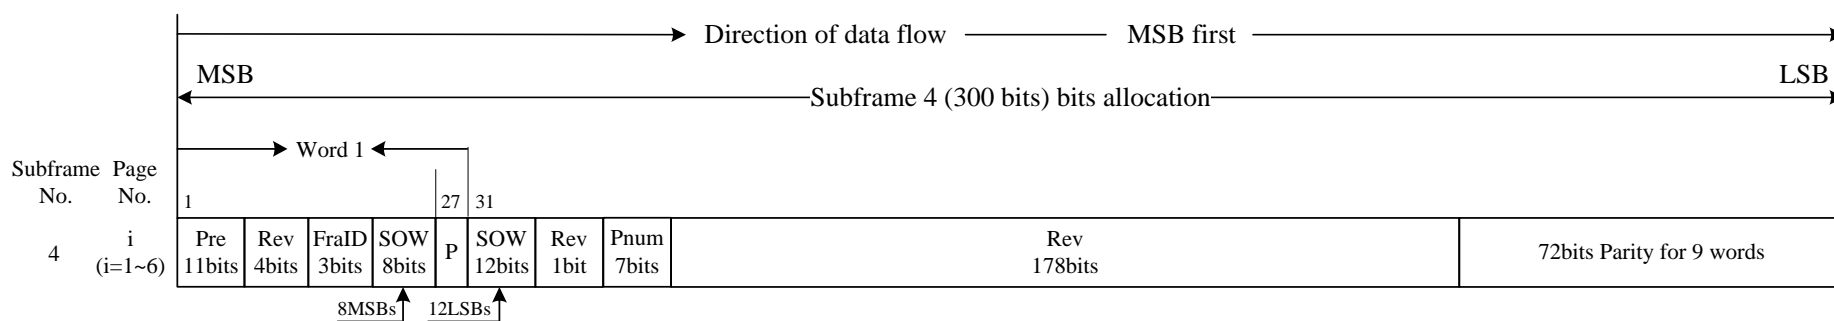 Direction of data flow MSB first
MSB LSB
Subframe 4 (300 bits) bits allocation
Word 1
Subframe Page
No. No.
1 27 31
4 i (i=1~6) Pre 11bits Rev 4bits FraID 3bits SOW 8bits P SOW 12bits Rev 1bit Pnum 7bits Rev 178bits 72bits Parity for 9 words
8MSBs 12LSBs